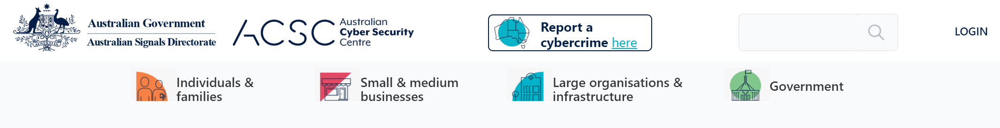 Australian Government
Australian Signals Directorate
AUSTRALIA
ACSC
Australian
Cyber Security
Centre
Report a
cybercrime here
LOGIN
Individuals &
families
Small & medium
businesses
Large organisations &
infrastructure
Government